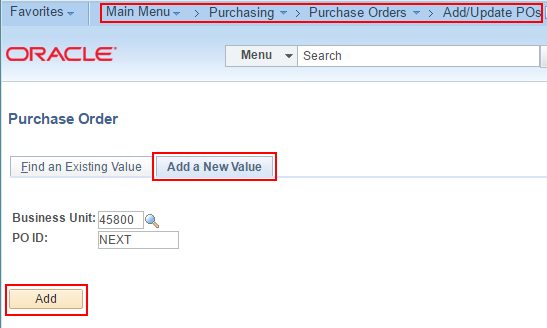 Favorites Main Menu > Purchasing > Purchase Orders > Add/Update POs
ORACLE
Menu Search
Purchase Order
Find an Existing Value Add a New Value
Business Unit: 45800
PO ID: NEXT
Add